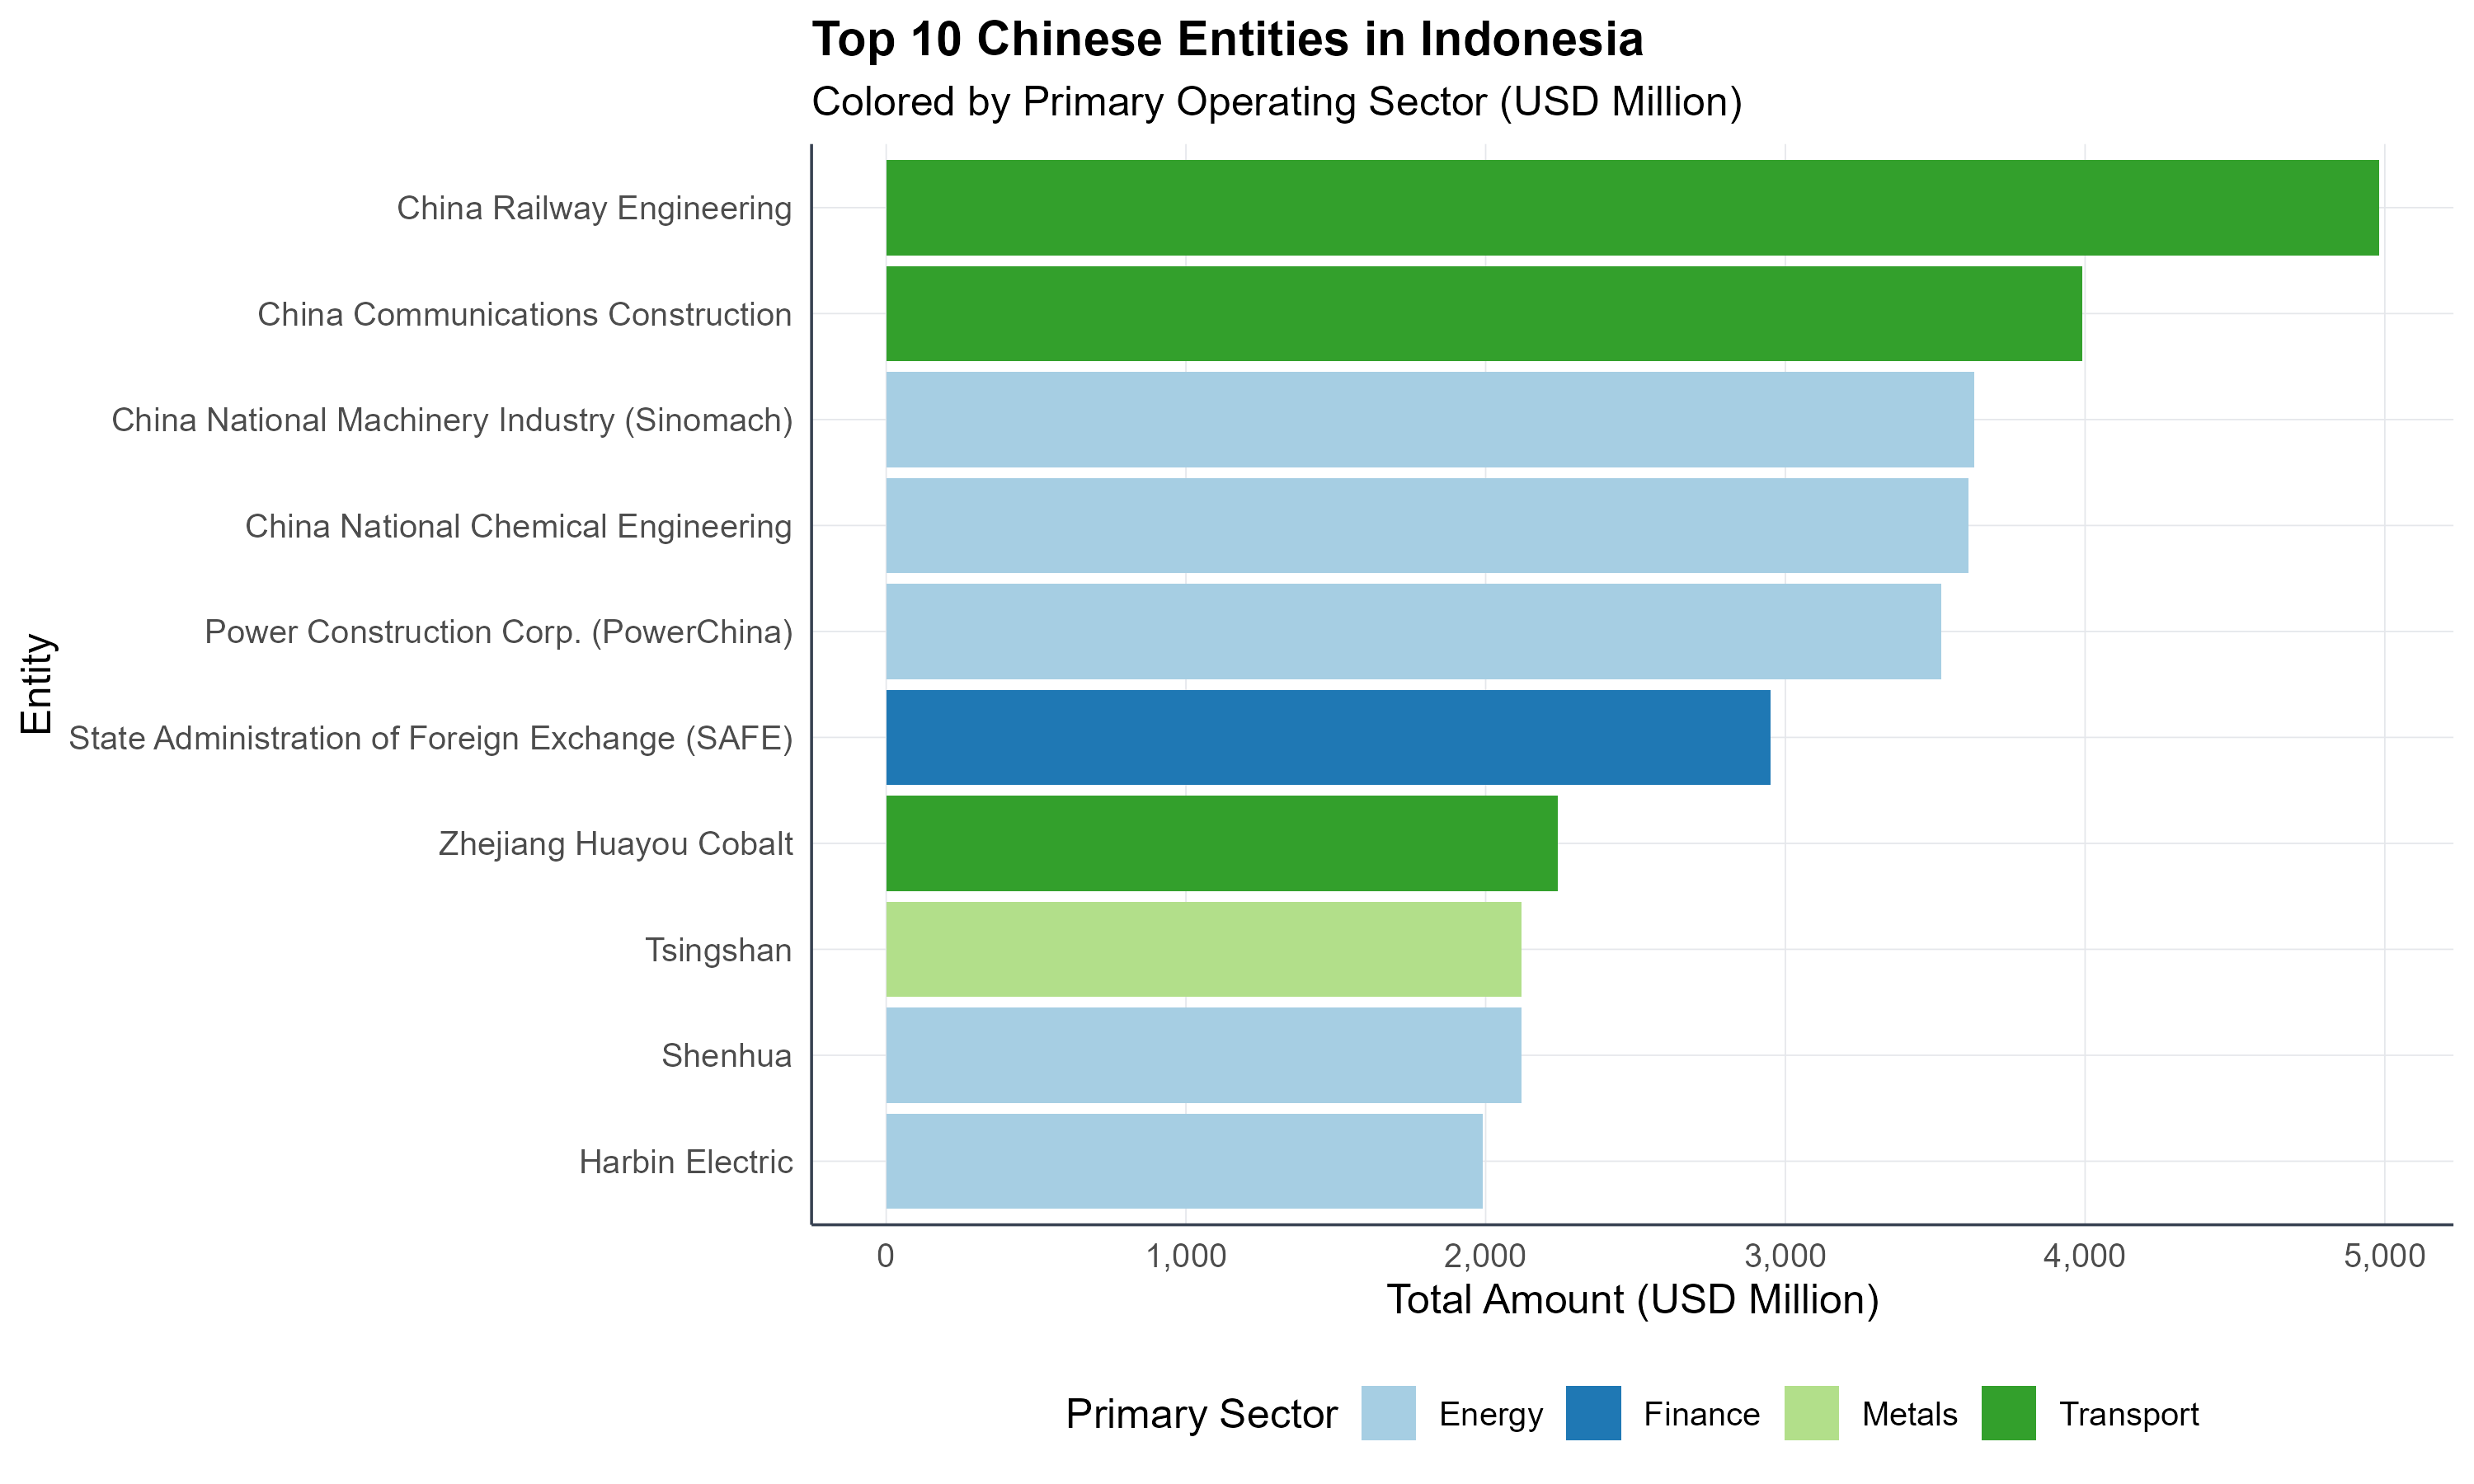 Top 10 Chinese Entities in Indonesia
Colored by Primary Operating Sector (USD Million)
Entity
China Railway Engineering
China Communications Construction
China National Machinery Industry (Sinomach)
China National Chemical Engineering
Power Construction Corp. (PowerChina)
State Administration of Foreign Exchange (SAFE)
Zhejiang Huayou Cobalt
Tsingshan
Shenhua
Harbin Electric
0 1,000 2,000 3,000 4,000 5,000
Total Amount (USD Million)
Primary Sector Energy Finance Metals Transport